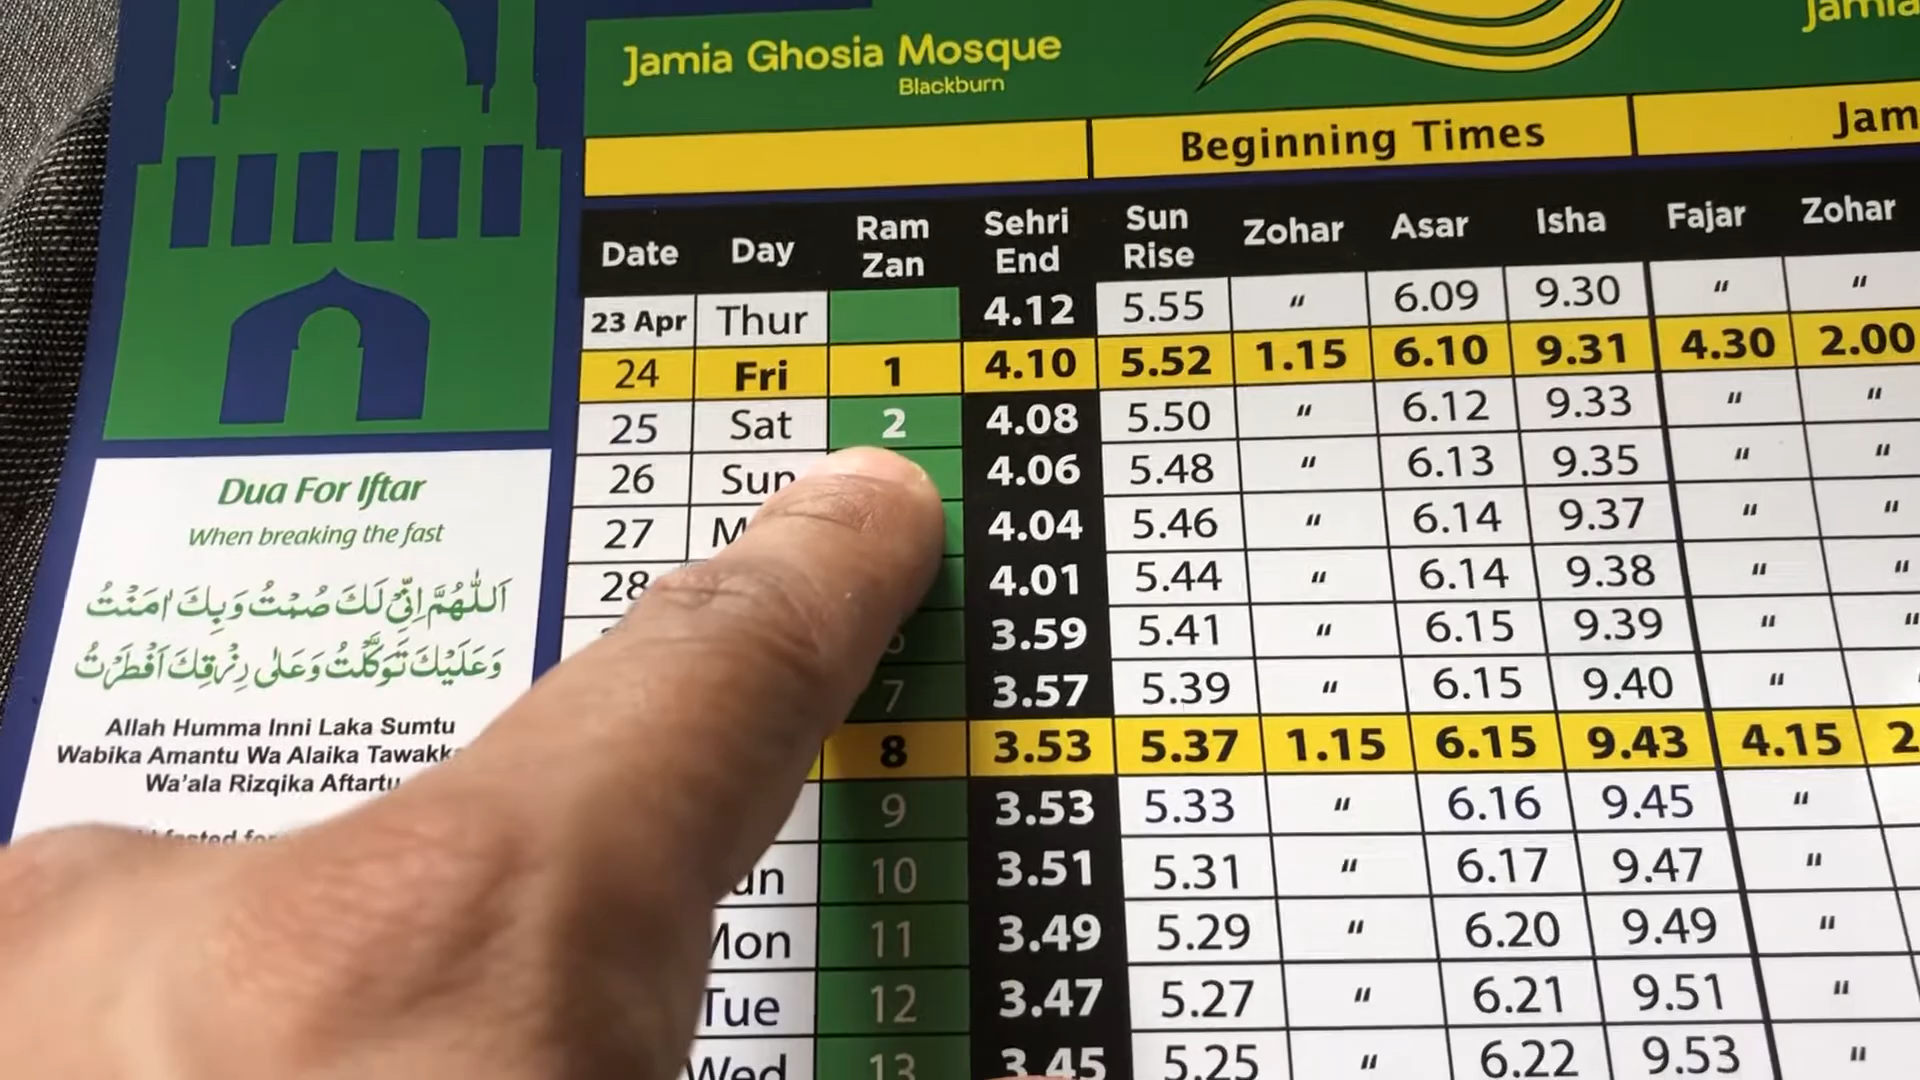 Jamia Ghosia Mosque
Blackburn
Jamia
Beginning Times
Jam
Date Day Ram Zan Sehri End Sun Rise Zohar Asar Isha Fajar Zohar
23 Apr Thur 4.12 5.55 " 6.09 9.30 " "
24 Fri 1 4.10 5.52 1.15 6.10 9.31 4.30 2.00
25 Sat 2 4.08 5.50 " 6.12 9.33 " "
26 Sun 4.06 5.48 " 6.13 9.35 " "
27 4.04 5.46 " 6.14 9.37 " "
28 4.01 5.44 " 6.14 9.38 " "
3.59 5.41 " 6.15 9.39 " "
7 3.57 5.39 " 6.15 9.40 "
8 3.53 5.37 1.15 6.15 9.43 4.15 2
9 3.53 5.33 " 6.16 9.45 "
10 3.51 5.31 " 6.17 9.47 "
Mon 11 3.49 5.29 " 6.20 9.49 "
Tue 12 3.47 5.27 " 6.21 9.51 "
Wed 13 3.45 5.25 " 6.22 9.53 "
Dua For Iftar
When breaking the fast
اَللّٰهُمَّ اِنِّیْ لَكَ صُمْتُ وَبِكَ اٰمَنْتُ
وَعَلَيْكَ تَوَكَّلْتُ وَعَلٰی رِزْقِكَ اَفْطَرْتُ
Allah Humma Inni Laka Sumtu
Wabika Amantu Wa Alaika Tawakk
Wa'ala Rizqika Aftartu